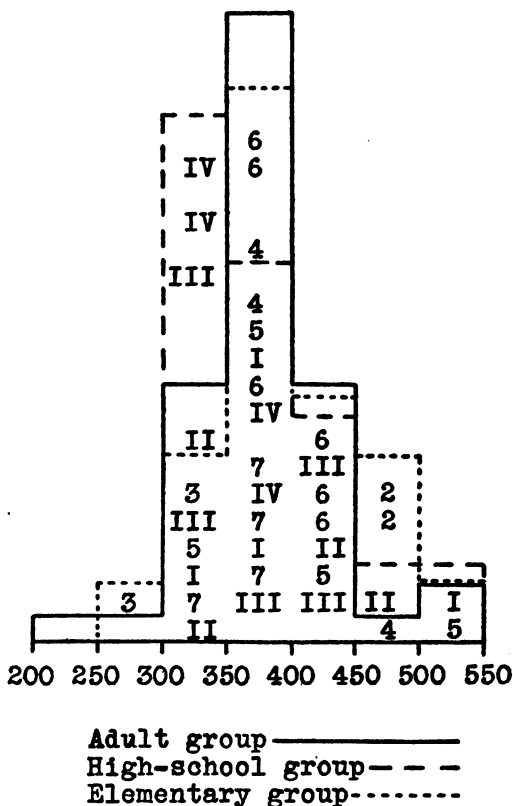 6
IV 6
IV
4
III
4
5
I
6
IV
II 6
7 III
3 IV 6 2
III 7 6 2
5 I II
I 7 5
3 7 III III II I
II 4 5
200 250 300 350 400 450 500 550
Adult group
High-school group
Elementary group